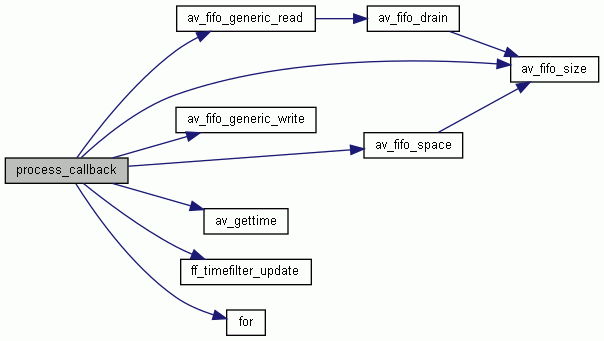 av_fifo_generic_read
av_fifo_drain
av_fifo_size
av_fifo_generic_write
av_fifo_space
process_callback
av_gettime
ff_timefilter_update
for